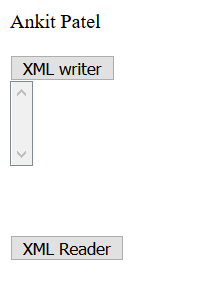 Ankit Patel
XML writer
XML Reader